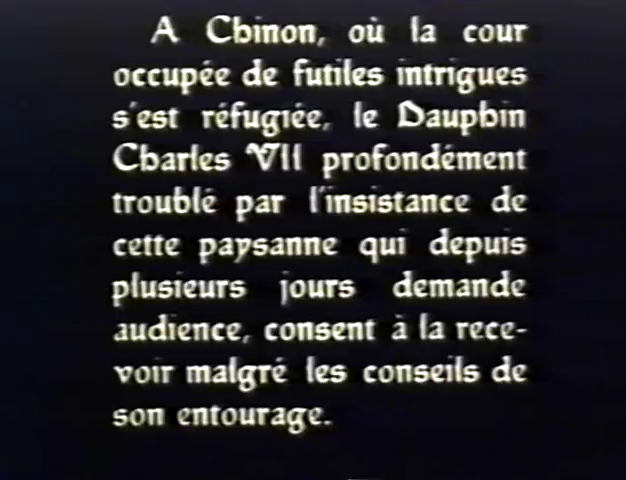 A Chinon, où la cour
occupée de futiles intrigues
s'est réfugiée, le Dauphin
Charles VII profondément
troublé par l'insistance de
cette paysanne qui depuis
plusieurs jours demande
audience, consent à la rece-
voir malgré les conseils de
son entourage.